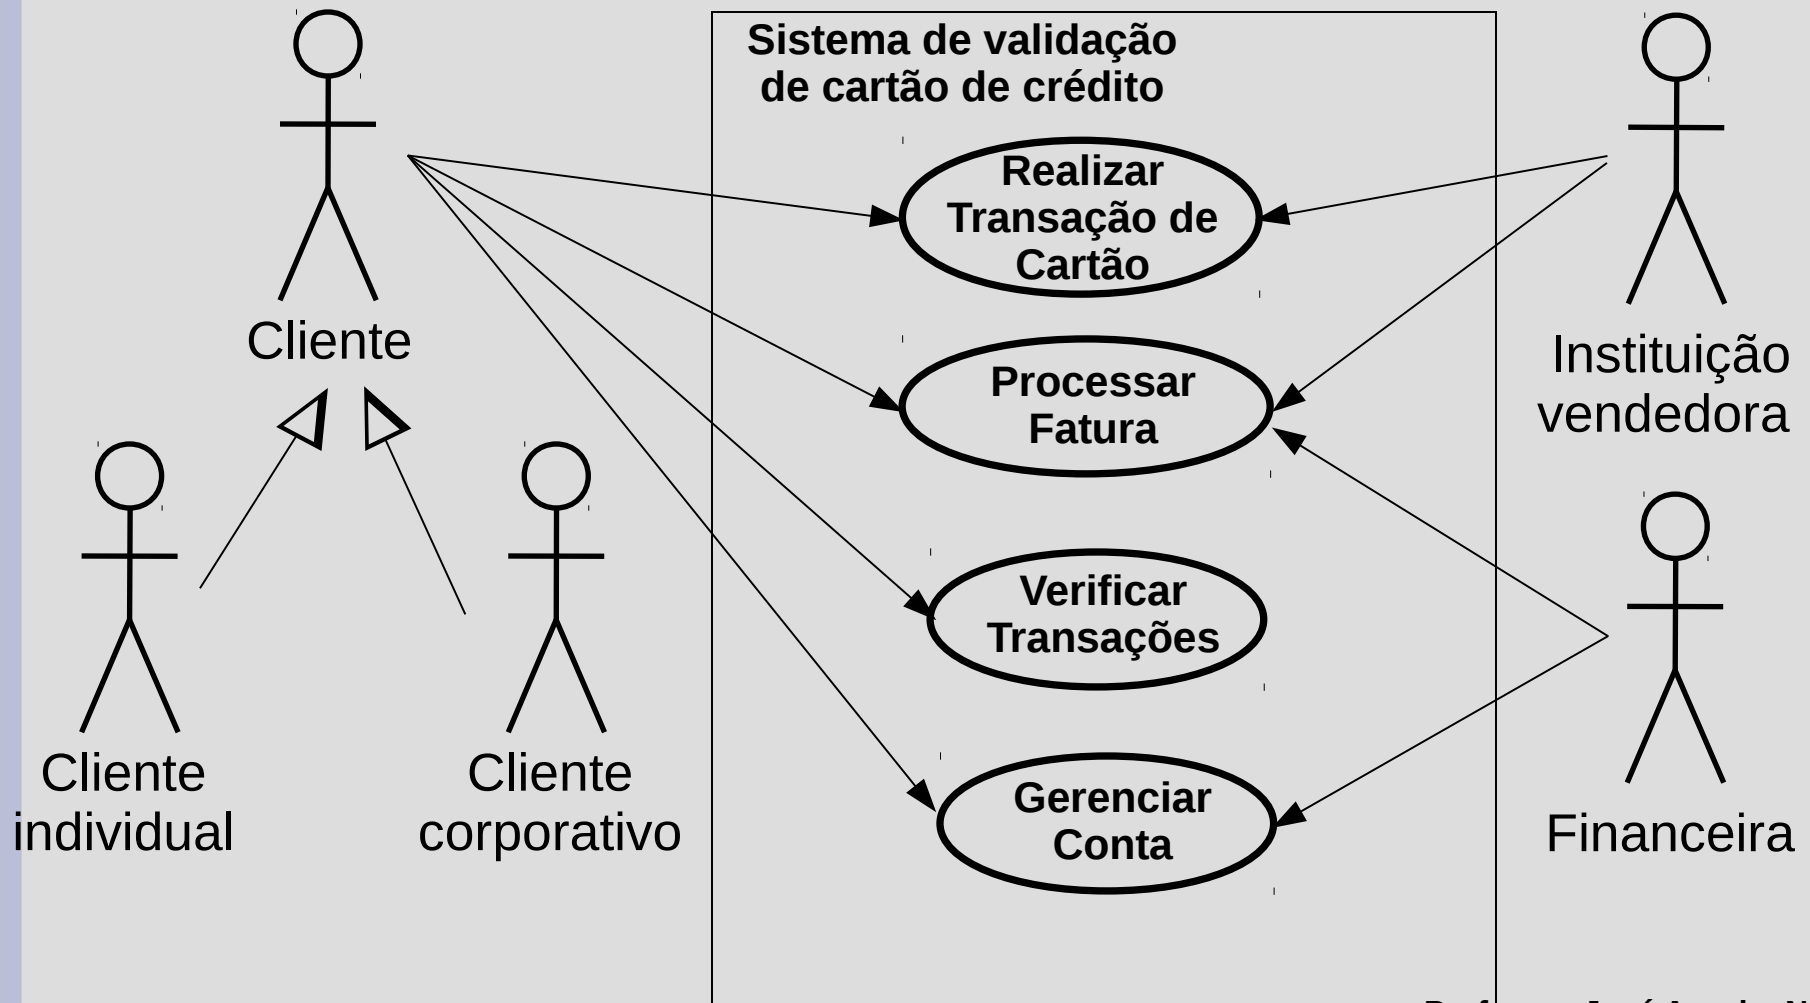 Sistema de validação
de cartão de crédito
Realizar
Transação de
Cartão
Cliente
Processar
Fatura
Instituição
vendedora
Verificar
Transações
Cliente
individual
Cliente
corporativo
Gerenciar
Conta
Financeira